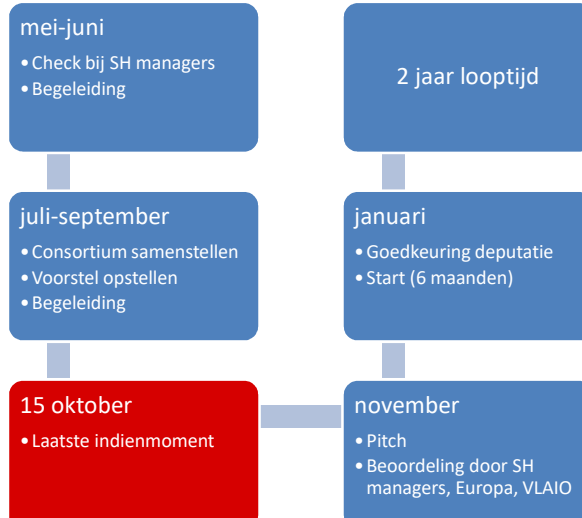 mei-juni
• Check bij SH managers
• Begeleiding
juli-september
• Consortium samenstellen
• Voorstel opstellen
• Begeleiding
15 oktober
• Laatste indienmoment
november
• Pitch
• Beoordeling door SH
managers, Europa, VLAIO
januari
• Goedkeuring deputatie
• Start (6 maanden)
2 jaar looptijd